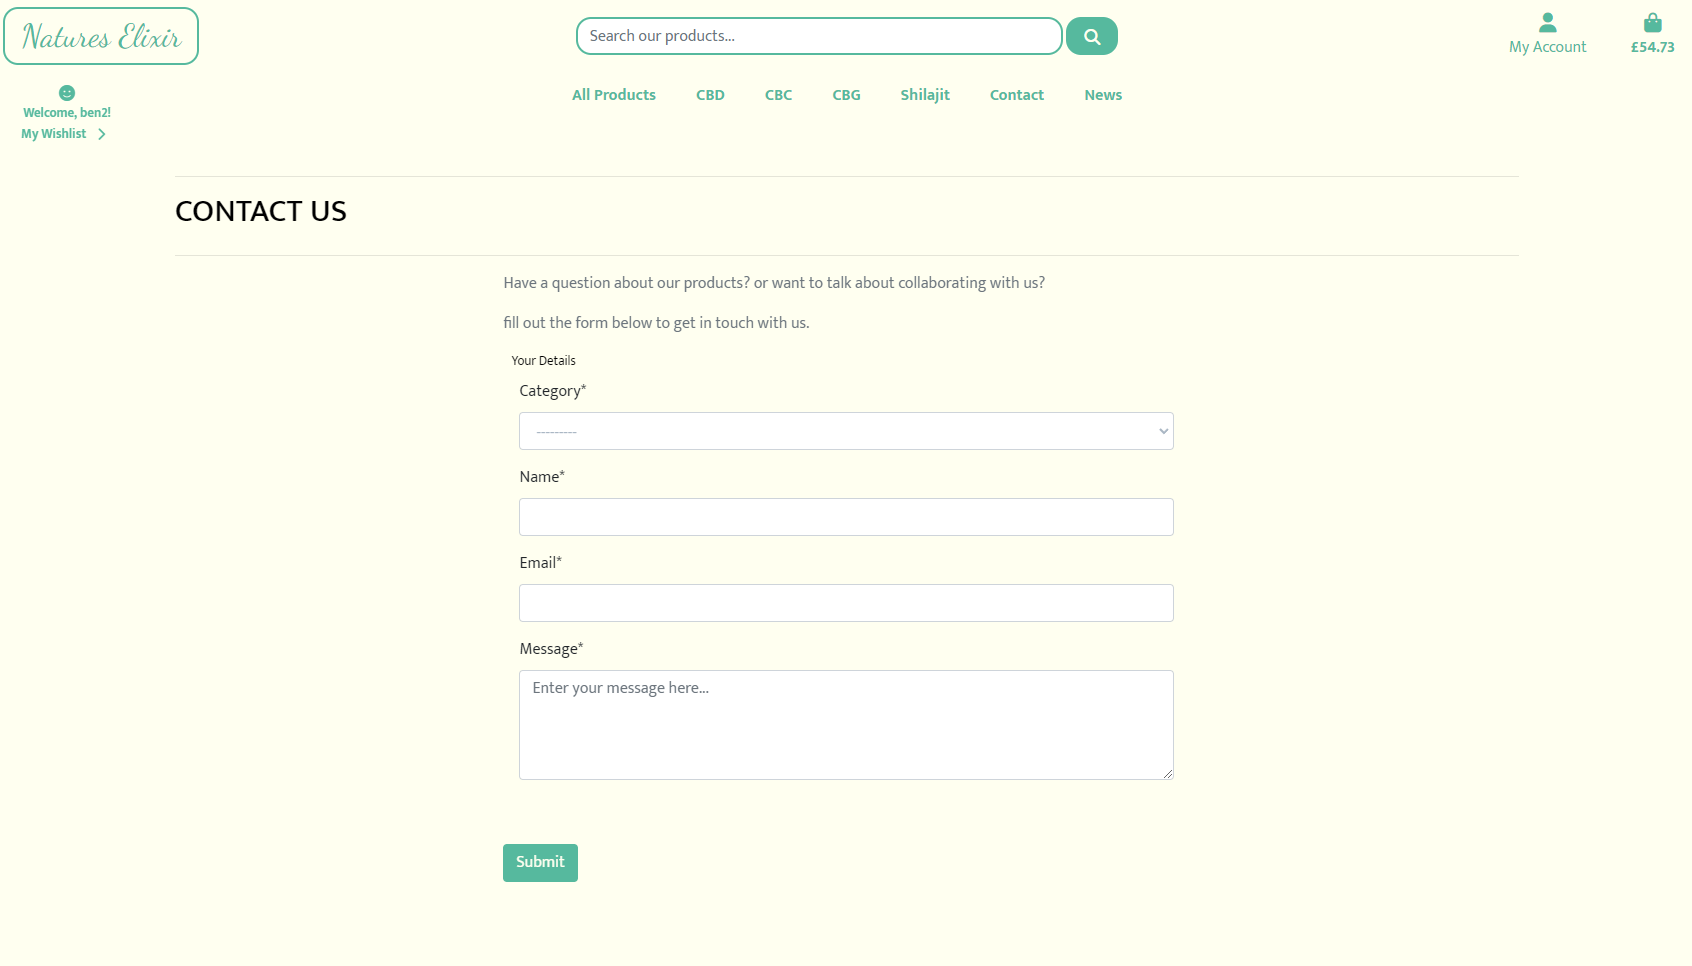 Natures Elixir
Search our products...
My Account
£54.73
Welcome, ben2!
My Wishlist
All Products CBD CBC CBG Shilajit Contact News
CONTACT US
Have a question about our products? or want to talk about collaborating with us?
fill out the form below to get in touch with us.
Your Details
Category*
---------
Name*
Email*
Message*
Enter your message here...
Submit